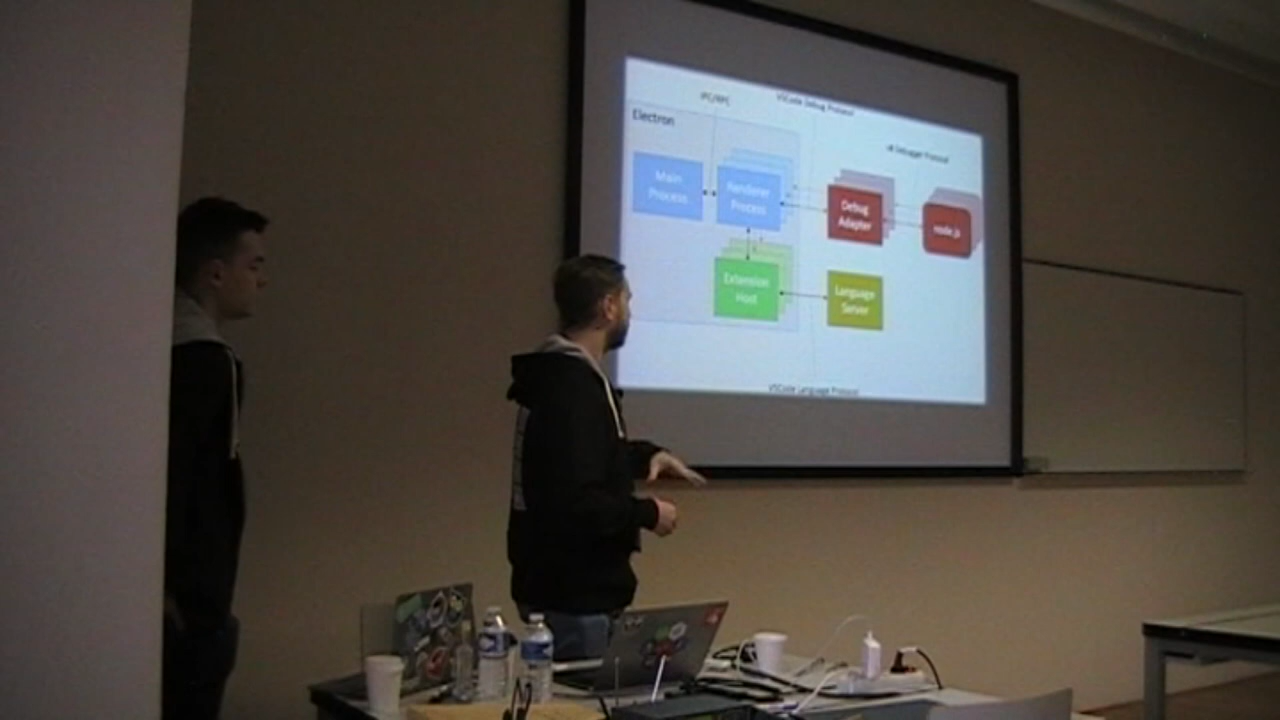 IPC/RPC
VSCode Debug Protocol
Electron
v8 Debugger Protocol
Main
Process
Renderer
Process
Debug
Adapter
node.js
Extension
Host
Language
Server
VSCode Language Protocol